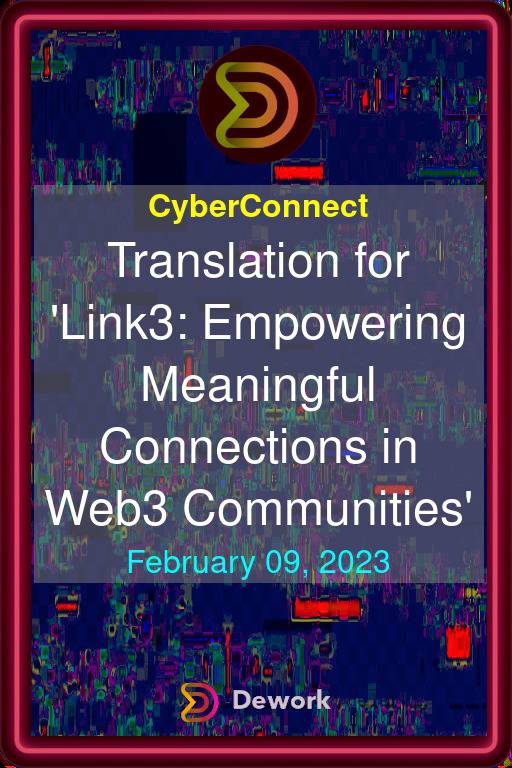 CyberConnect
Translation for
'Link3: Empowering
Meaningful
Connections in
Web3 Communities'
February 09, 2023
Dework